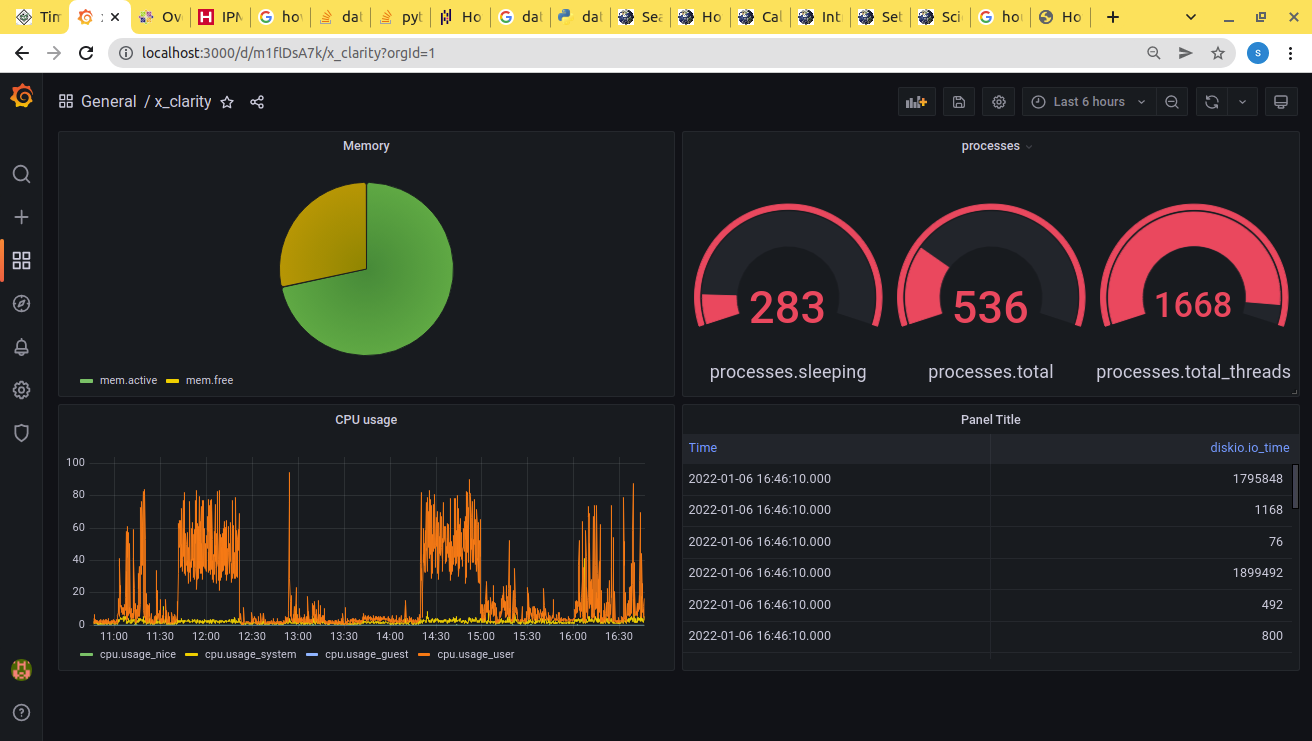 Tim
x
Ov
IPM
hov
dat
pyt
Ho
dat
dat
Sea
Ho
Cal
Int
Set
Sci
hov
Ho
localhost:3000/d/m1flDsA7k/x_clarity?orgId=1
S
General / x_clarity
Last 6 hours
Memory
mem.active mem.free
processes
283 536 1668
processes.sleeping processes.total processes.total_threads
CPU usage
100
80
60
40
20
0
11:00 11:30 12:00 12:30 13:00 13:30 14:00 14:30 15:00 15:30 16:00 16:30
cpu.usage_nice cpu.usage_system cpu.usage_guest cpu.usage_user
Panel Title
Time diskio.io_time
2022-01-06 16:46:10.000 1795848
2022-01-06 16:46:10.000 1168
2022-01-06 16:46:10.000 76
2022-01-06 16:46:10.000 1899492
2022-01-06 16:46:10.000 492
2022-01-06 16:46:10.000 800